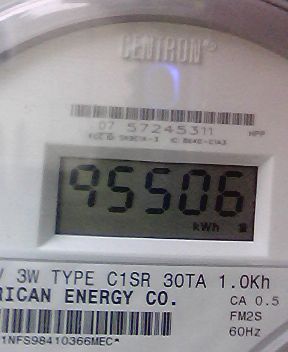 CENTRON®
07 57245311 HPP
95506
kWh
V 3W TYPE C1SR 30TA 1.0Kh
RICAN ENERGY CO.
CA 0.5
FM2S
60Hz
1NFS98410366MEC*